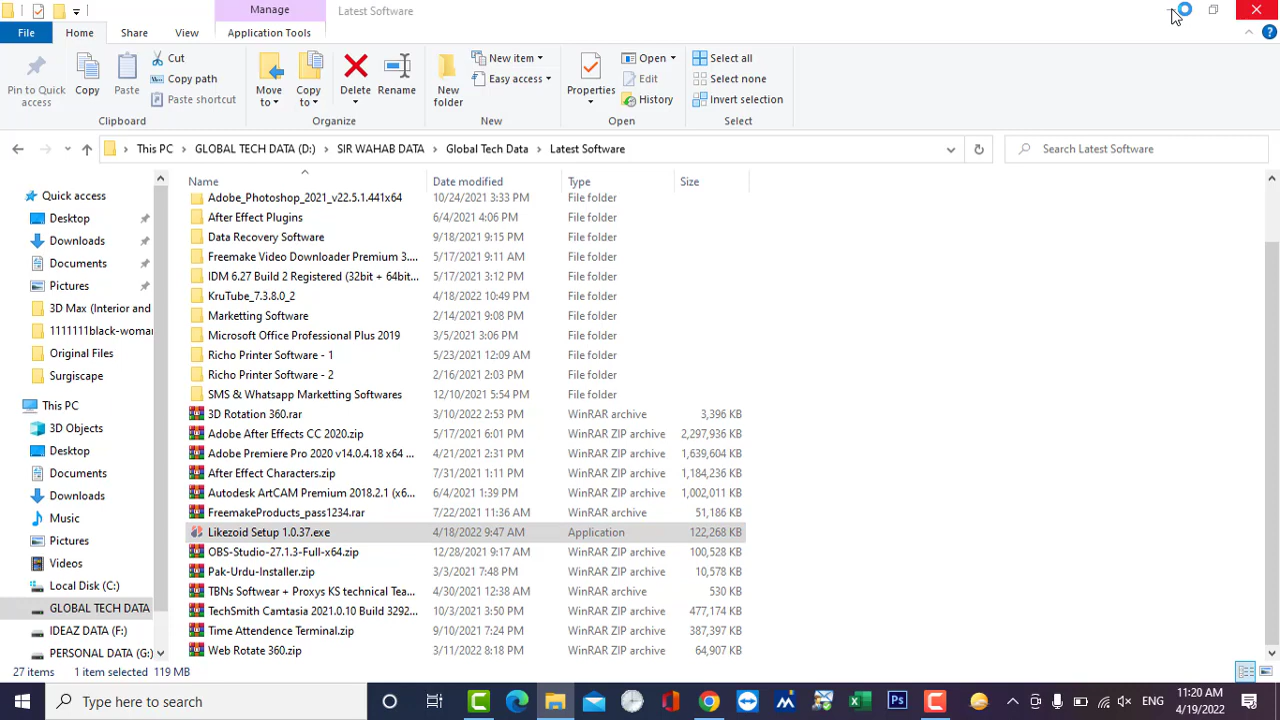 Manage
Latest Software
File
Home
Share
View
Application Tools
Pin to Quick access
Copy
Paste
Cut
Copy path
Paste shortcut
Clipboard
Move to
Copy to
Delete
Rename
Organize
New folder
New item
Easy access
New
Properties
Open
Edit
History
Open
Select all
Select none
Invert selection
Select
This PC
GLOBAL TECH DATA (D:)
SIR WAHAB DATA
Global Tech Data
Latest Software
Search Latest Software
Quick access
Desktop
Downloads
Documents
Pictures
3D Max (Interior and
1111111black-woman
Original Files
Surgiscape
This PC
3D Objects
Desktop
Documents
Downloads
Music
Pictures
Videos
Local Disk (C:)
GLOBAL TECH DATA
IDEAZ DATA (F:)
PERSONAL DATA (G:)
Name Date modified Type Size
Adobe_Photoshop_2021_v22.5.1.441x64 10/24/2021 3:33 PM File folder
After Effect Plugins 6/4/2021 4:06 PM File folder
Data Recovery Software 9/18/2021 9:15 PM File folder
Freemake Video Downloader Premium 3.... 5/17/2021 9:11 AM File folder
IDM 6.27 Build 2 Registered (32bit + 64bit... 5/17/2021 3:12 PM File folder
KruTube_7.3.8.0_2 4/18/2022 10:49 PM File folder
Marketting Software 2/14/2021 9:08 PM File folder
Microsoft Office Professional Plus 2019 3/5/2021 3:06 PM File folder
Richo Printer Software - 1 5/23/2021 12:09 AM File folder
Richo Printer Software - 2 2/16/2021 2:03 PM File folder
SMS & Whatsapp Marketting Softwares 12/10/2021 5:54 PM File folder
3D Rotation 360.rar 3/10/2022 2:53 PM WinRAR archive 3,396 KB
Adobe After Effects CC 2020.zip 5/17/2021 6:01 PM WinRAR ZIP archive 2,297,936 KB
Adobe Premiere Pro 2020 v14.0.4.18 x64 ... 4/21/2021 2:31 PM WinRAR ZIP archive 1,639,604 KB
After Effect Characters.zip 7/31/2021 1:11 PM WinRAR ZIP archive 1,184,236 KB
Autodesk ArtCAM Premium 2018.2.1 (x6... 6/4/2021 1:39 PM WinRAR ZIP archive 1,002,011 KB
FreemakeProducts_pass1234.rar 7/22/2021 11:36 AM WinRAR archive 51,186 KB
Likezoid Setup 1.0.37.exe 4/18/2022 9:47 AM Application 122,268 KB
OBS-Studio-27.1.3-Full-x64.zip 12/28/2021 9:17 AM WinRAR ZIP archive 100,528 KB
Pak-Urdu-Installer.zip 3/3/2021 7:48 PM WinRAR ZIP archive 10,578 KB
TBNs Softwear + Proxys KS technical Tea... 4/30/2021 12:38 AM WinRAR archive 530 KB
TechSmith Camtasia 2021.0.10 Build 3292... 10/3/2021 3:50 PM WinRAR ZIP archive 477,174 KB
Time Attendence Terminal.zip 9/10/2021 7:24 PM WinRAR ZIP archive 387,397 KB
Web Rotate 360.zip 3/11/2022 8:18 PM WinRAR ZIP archive 64,907 KB
27 items 1 item selected 119 MB
Type here to search
ENG
11:20 AM
4/19/2022